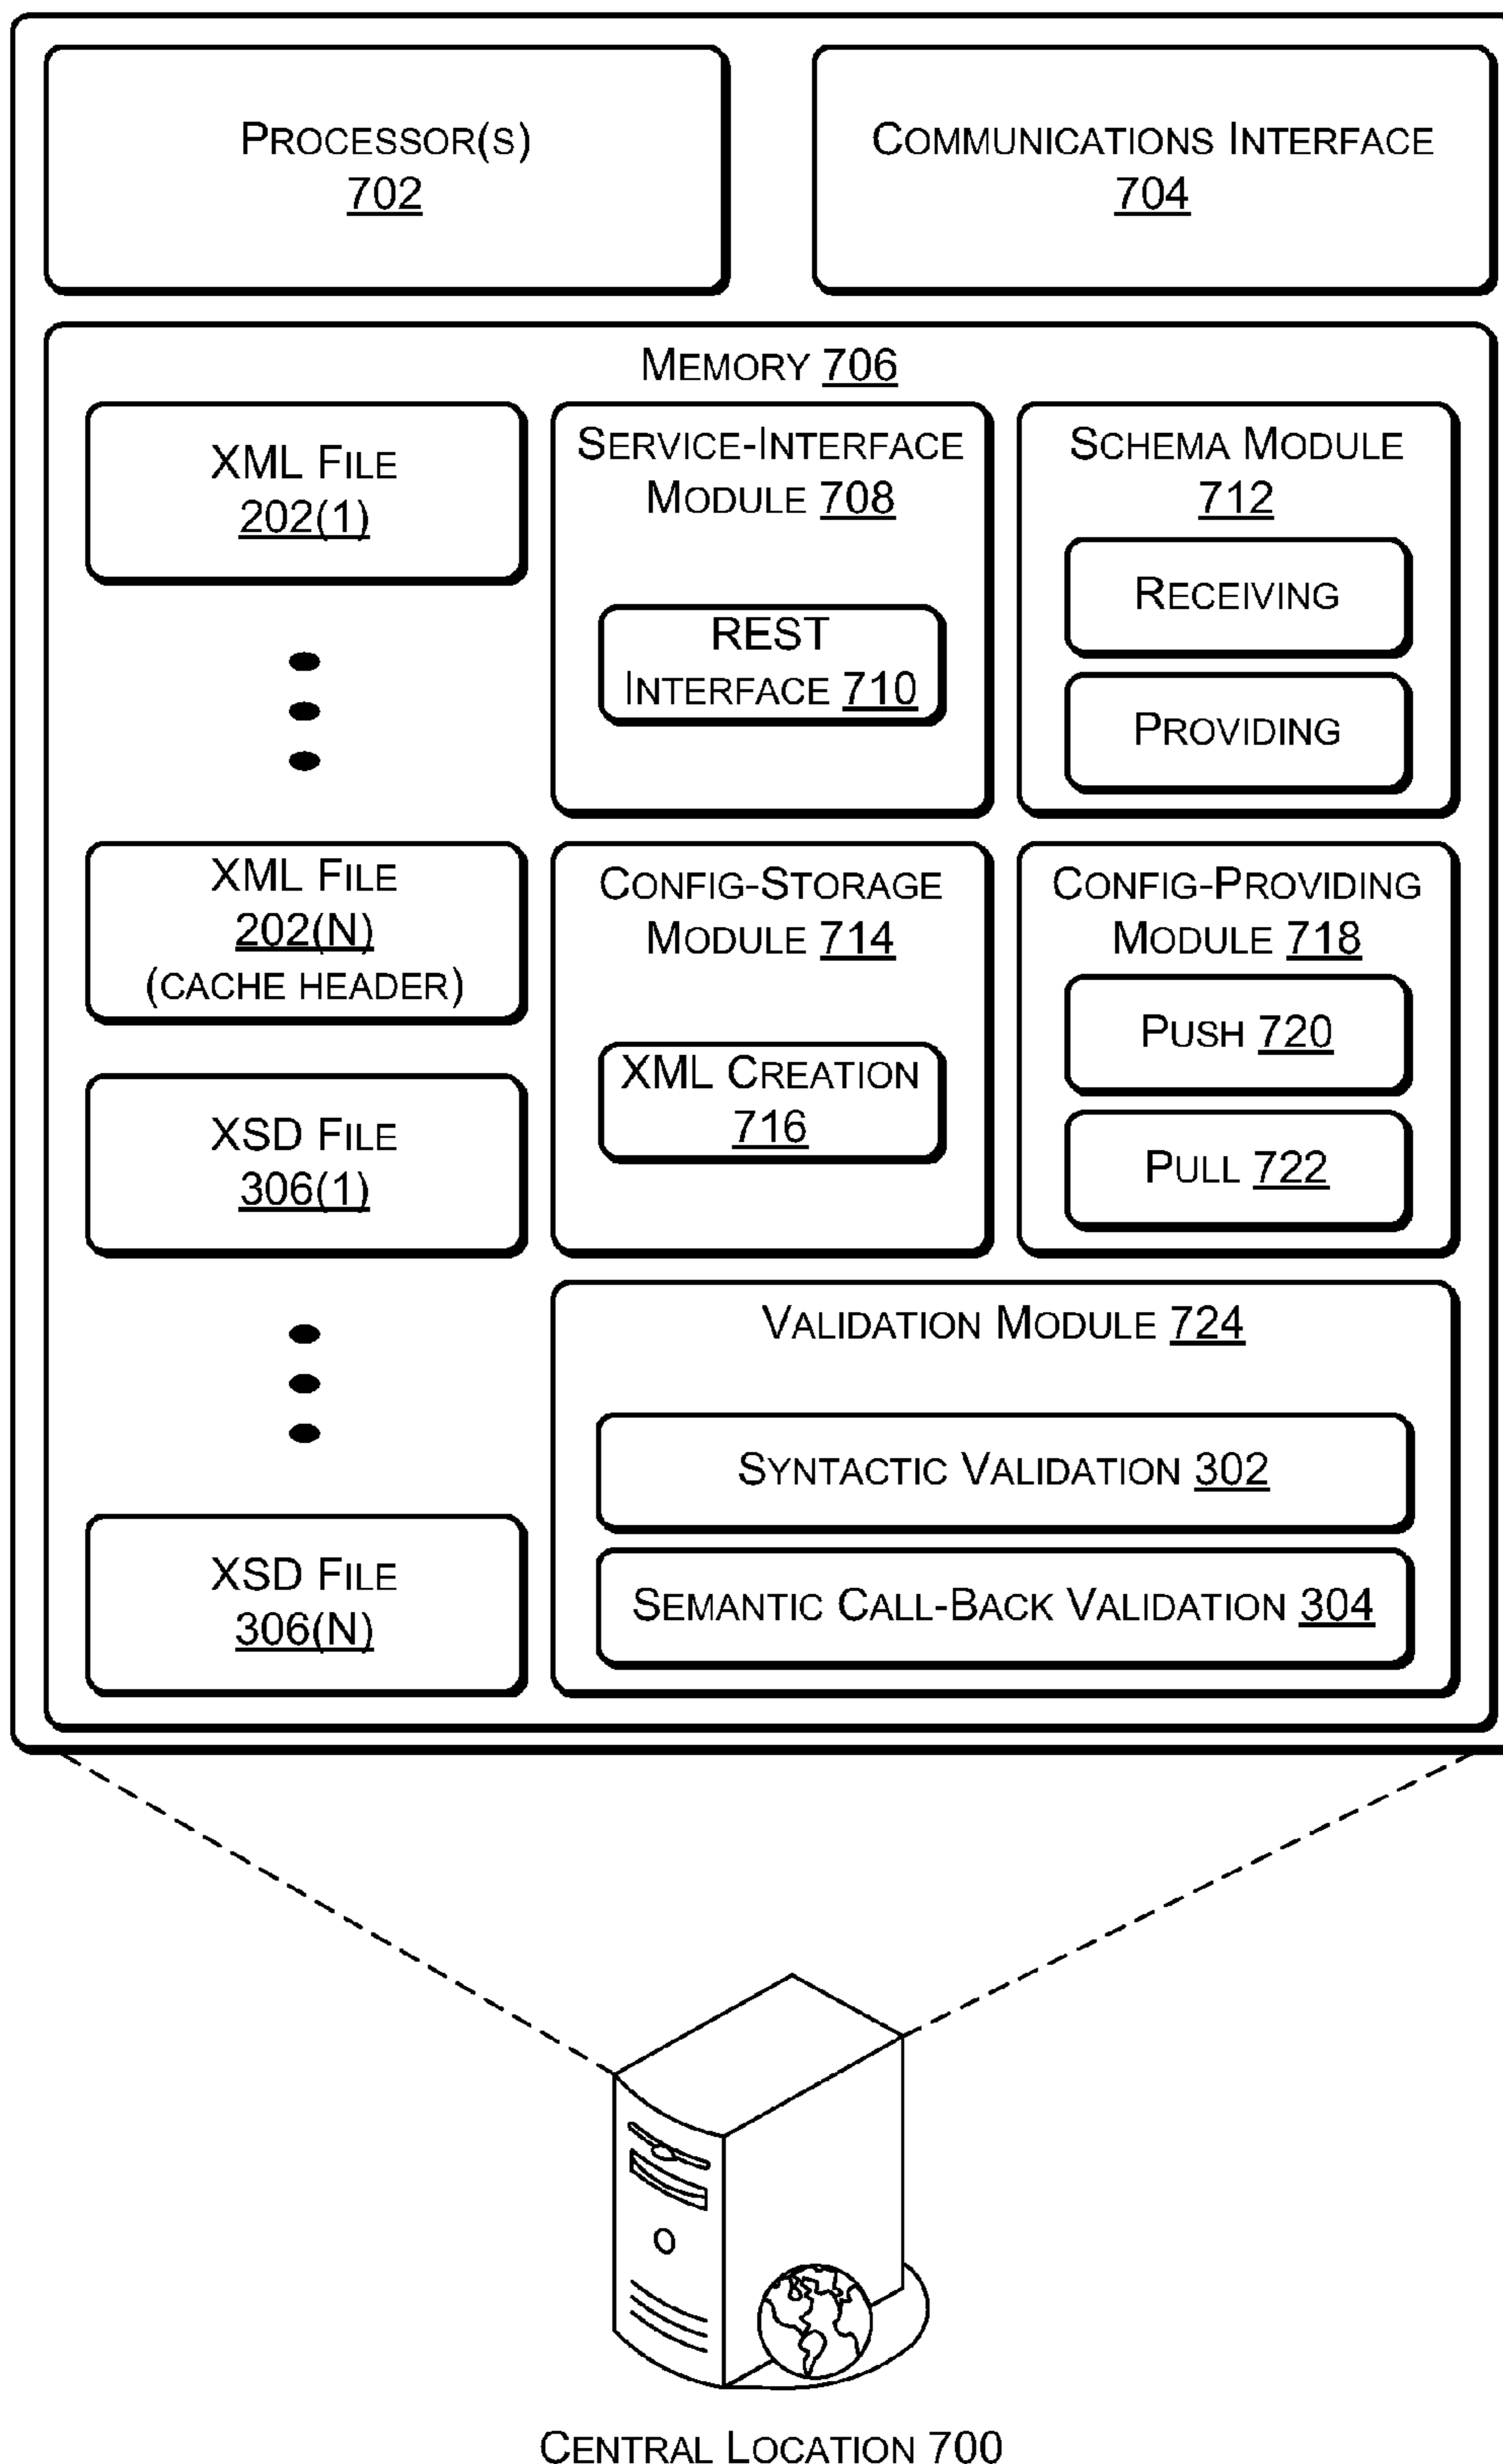 PROCESSOR(S)
702
COMMUNICATIONS INTERFACE
704
MEMORY 706
XML FILE
202(1)
SERVICE-INTERFACE
MODULE 708
REST
INTERFACE 710
SCHEMA MODULE
712
RECEIVING
PROVIDING
XML FILE
202(N)
(CACHE HEADER)
CONFIG-STORAGE
MODULE 714
XML CREATION
716
CONFIG-PROVIDING
MODULE 718
PUSH 720
PULL 722
XSD FILE
306(1)
XSD FILE
306(N)
VALIDATION MODULE 724
SYNTACTIC VALIDATION 302
SEMANTIC CALL-BACK VALIDATION 304
CENTRAL LOCATION 700